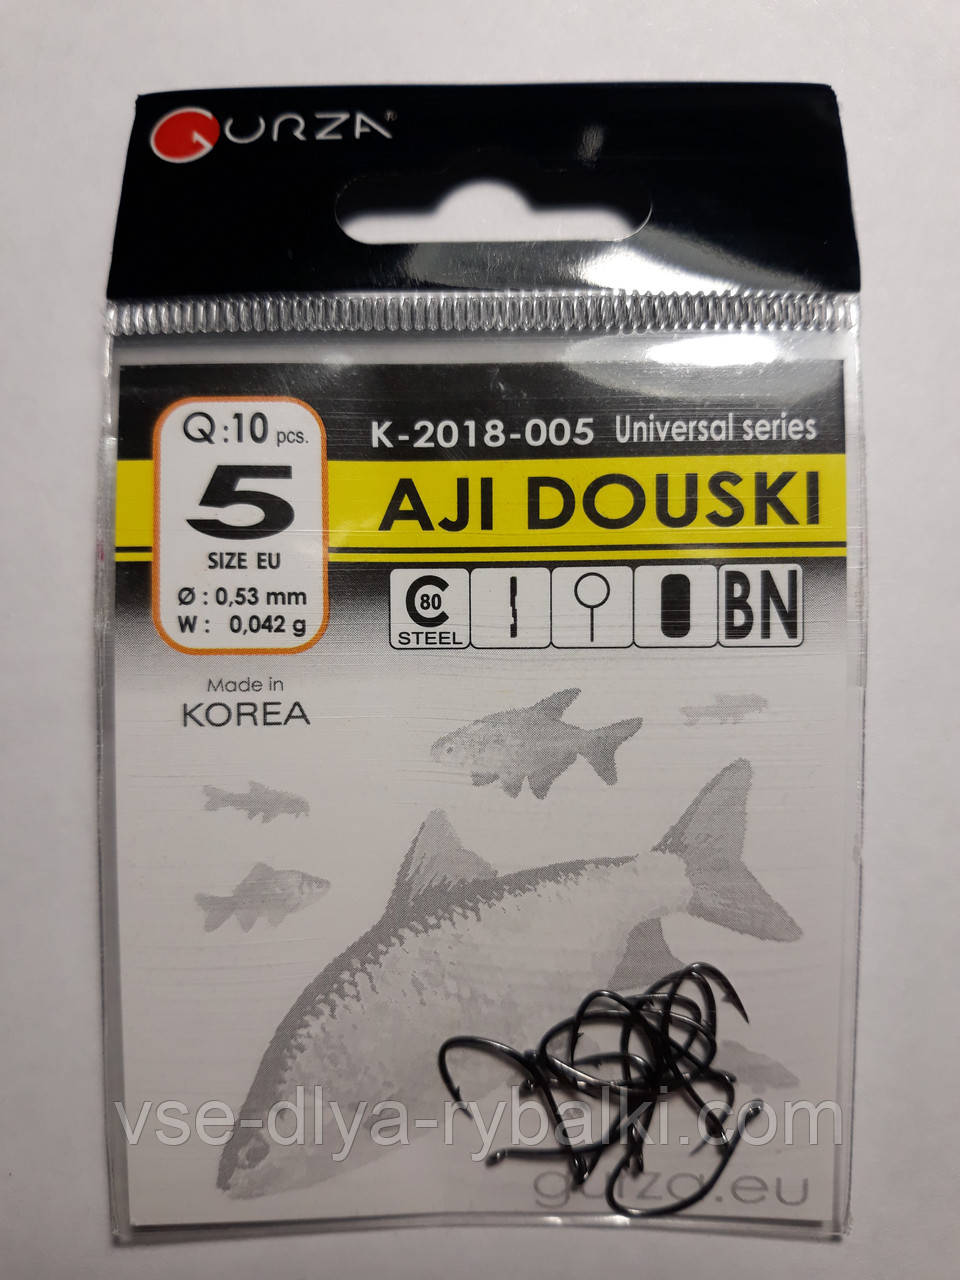 GURZA®
Q:10 pcs.
5
SIZE EU
Ø : 0,53 mm
W : 0,042 g
K-2018-005 Universal series
AJI DOUSKI
C 80
STEEL
BN
Made in
KOREA
vse-dlya-rybalki.com
gurza.eu